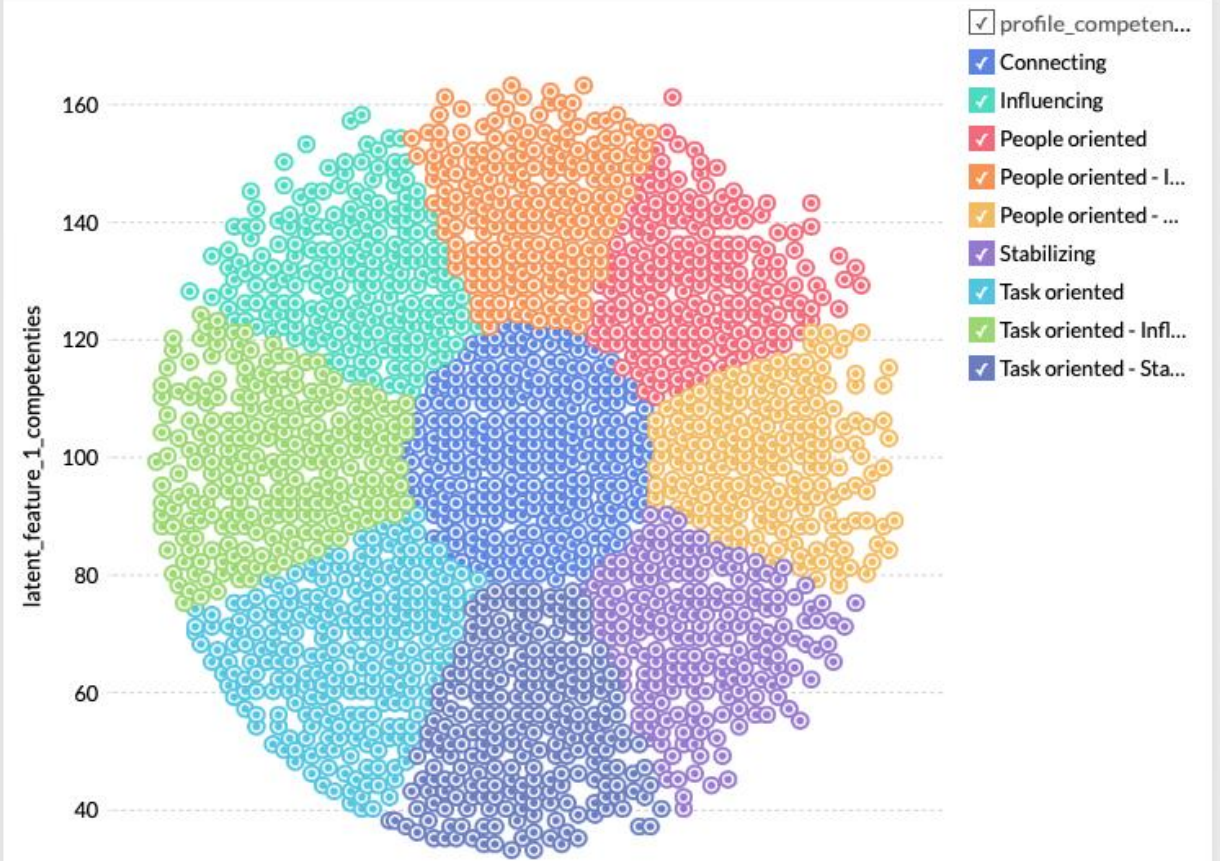 profile_competen...
Connecting
Influencing
People oriented
People oriented - I...
People oriented - ...
Stabilizing
Task oriented
Task oriented - Infl...
Task oriented - Sta...
latent_feature_1_competenties
160
140
120
100
80
60
40